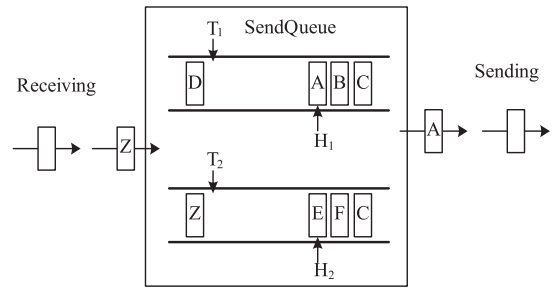 SendQueue
T1
D
A B C
H1
Receiving
Z
Sending
A
T2
Z
E F C
H2